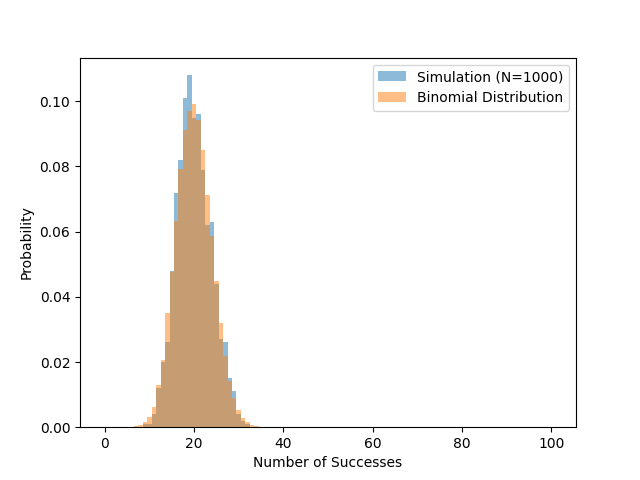 Simulation (N=1000)
Binomial Distribution
Probability
0.10
0.08
0.06
0.04
0.02
0.00
0 20 40 60 80 100
Number of Successes